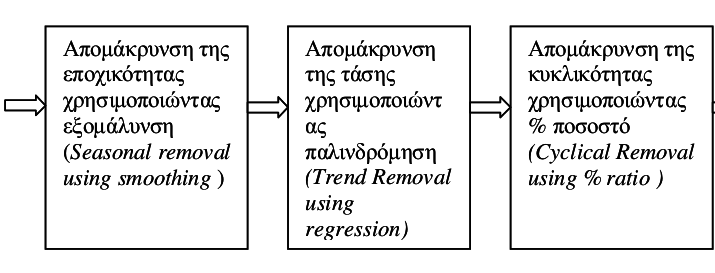 Απομάκρυνση της
εποχικότητας
χρησιμοποιώντας
εξομάλυνση
(Seasonal removal
using smoothing )
Απομάκρυνση
της τάσης
χρησιμοποιώντ
ας
παλινδρόμηση
(Trend Removal
using
regression)
Απομάκρυνση της
κυκλικότητας
χρησιμοποιώντας
% ποσοστό
(Cyclical Removal
using % ratio )